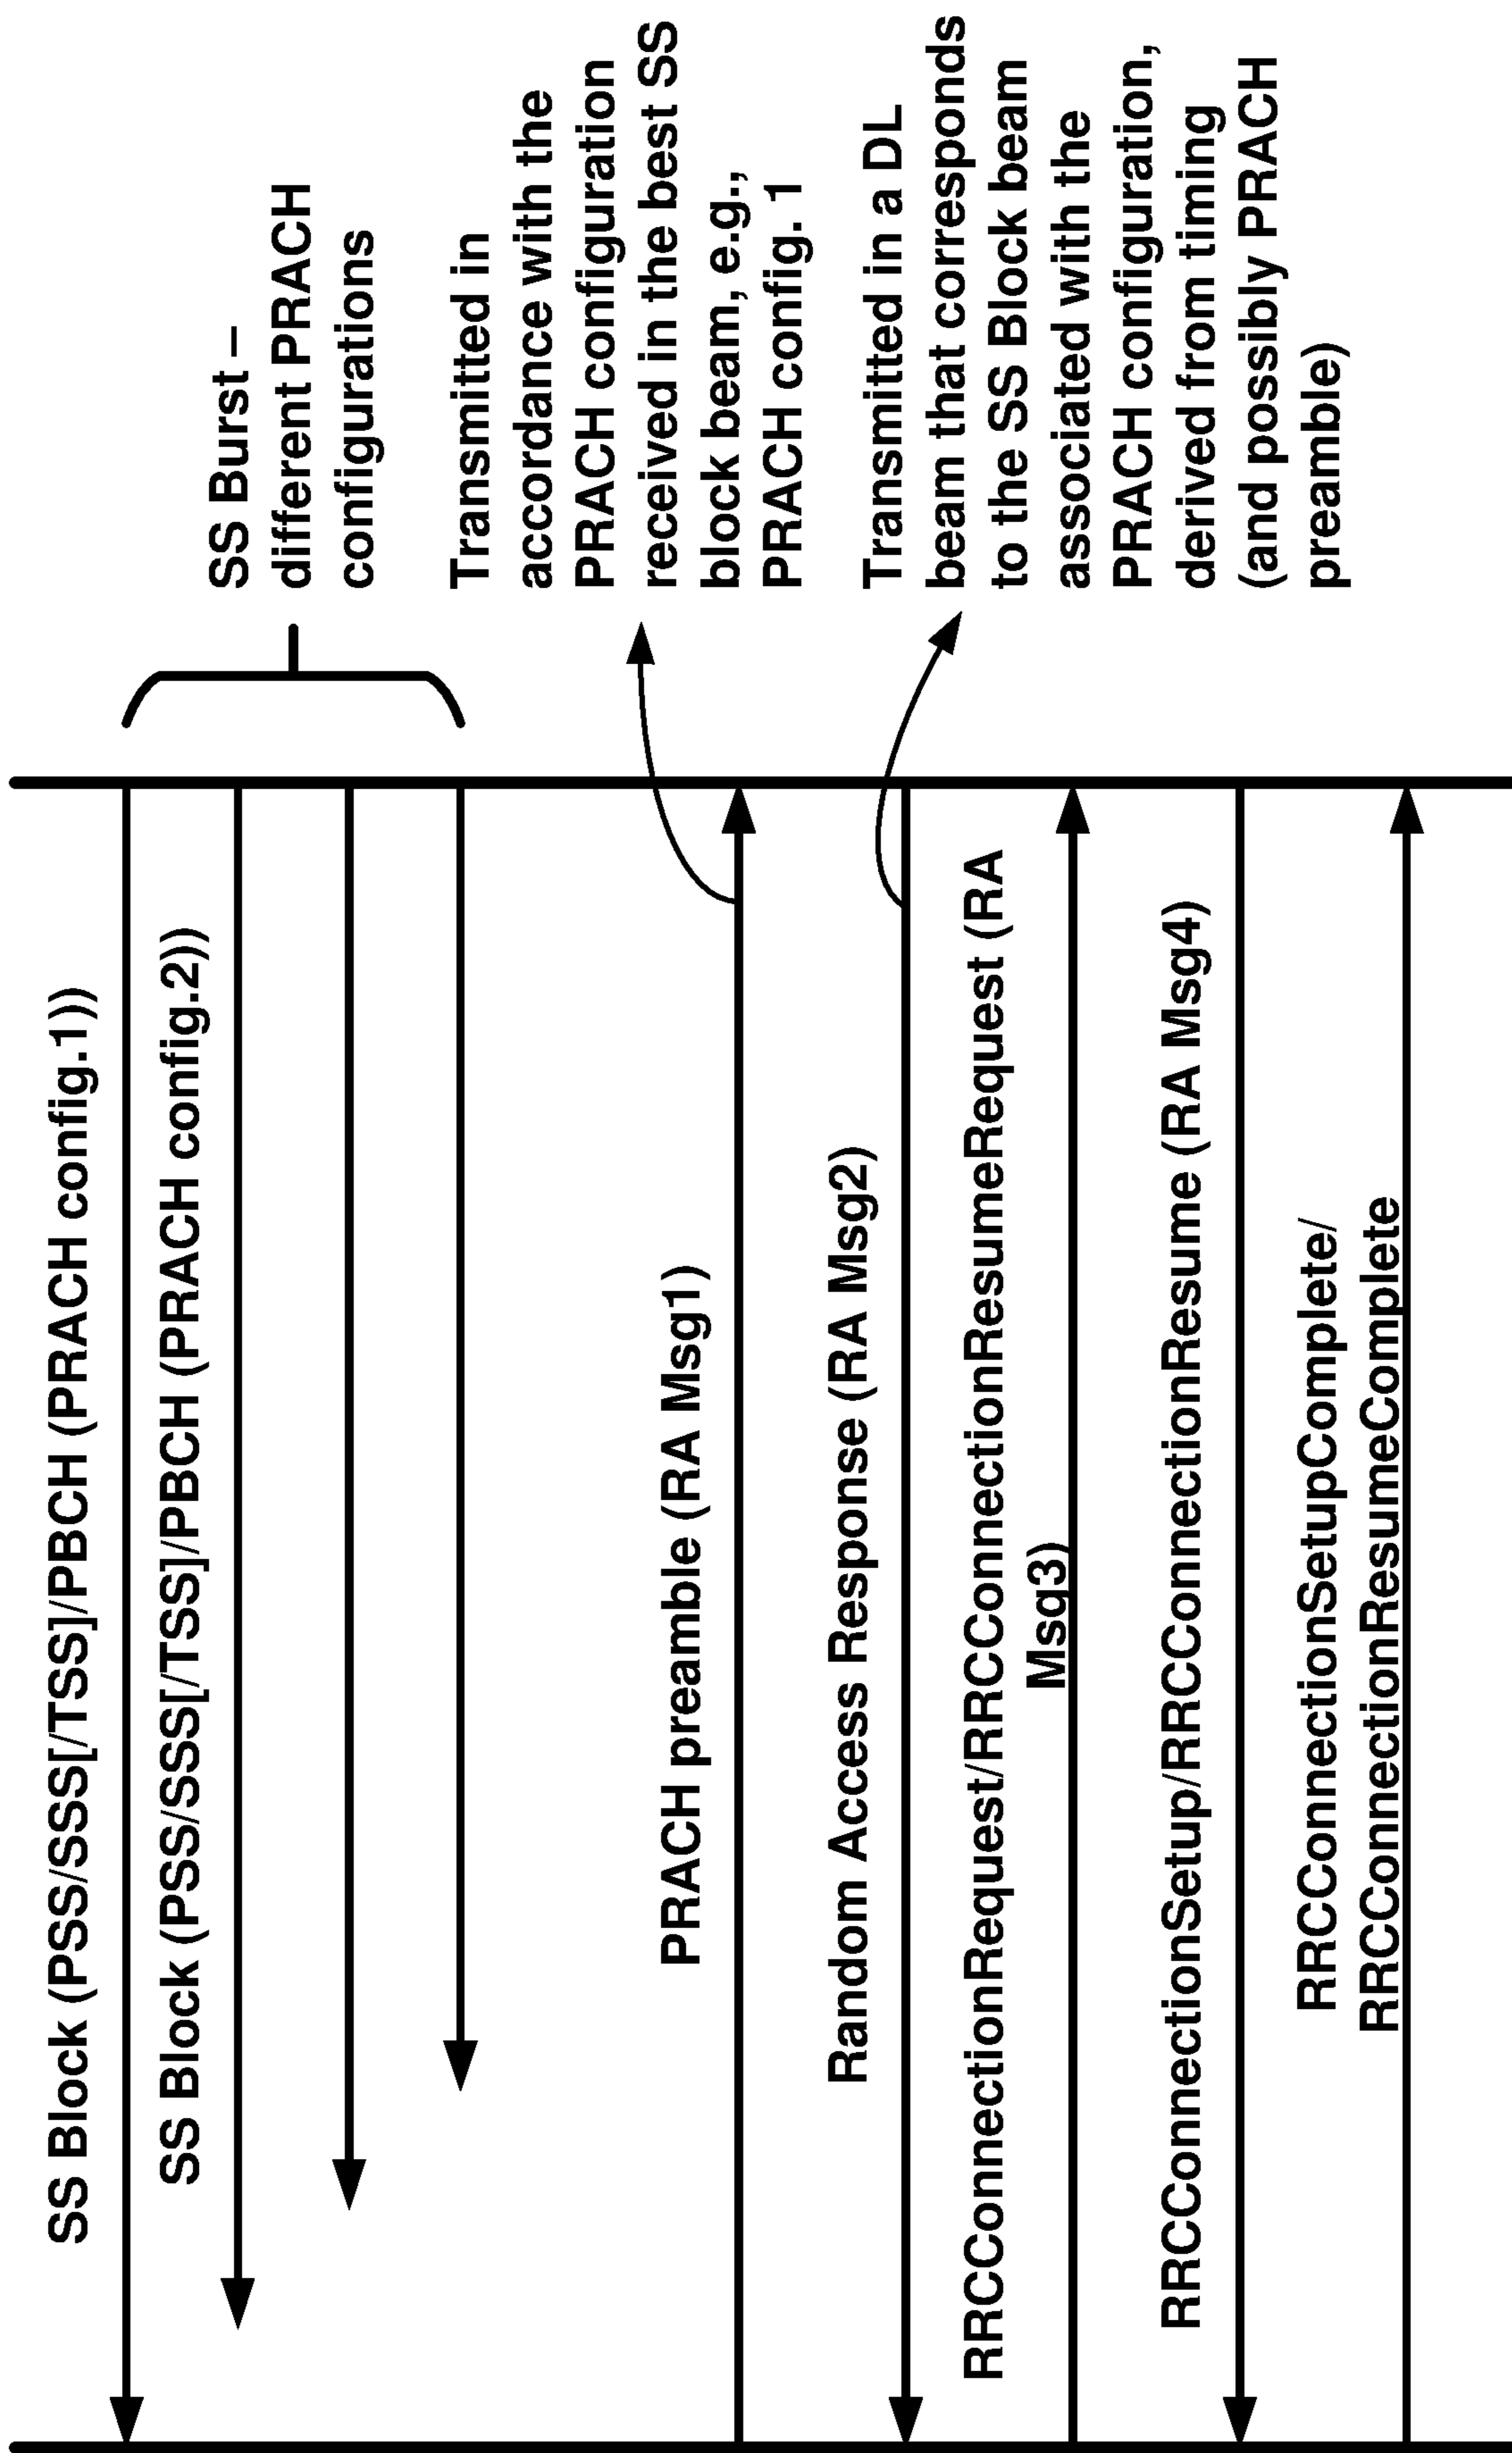 SS Block (PSS/SSS[/TSS]/PBCH (PRACH config.1))
SS Block (PSS/SSS[/TSS]/PBCH (PRACH config.2))
SS Burst –
different PRACH
configurations
Transmitted in
accordance with the
PRACH configuration
received in the best SS
block beam, e.g.,
PRACH config. 1
PRACH preamble (RA Msg1)
Transmitted in a DL
beam that corresponds
to the SS Block beam
associated with the
PRACH configuration,
derived from timing
(and possibly PRACH
preamble)
Random Access Response (RA Msg2)
RRCConnectionRequest/RRCConnectionResumeRequest (RA
Msg3)
RRCConnectionSetup/RRCConnectionResume (RA Msg4)
RRCConnectionSetupComplete/
RRCConnectionResumeComplete